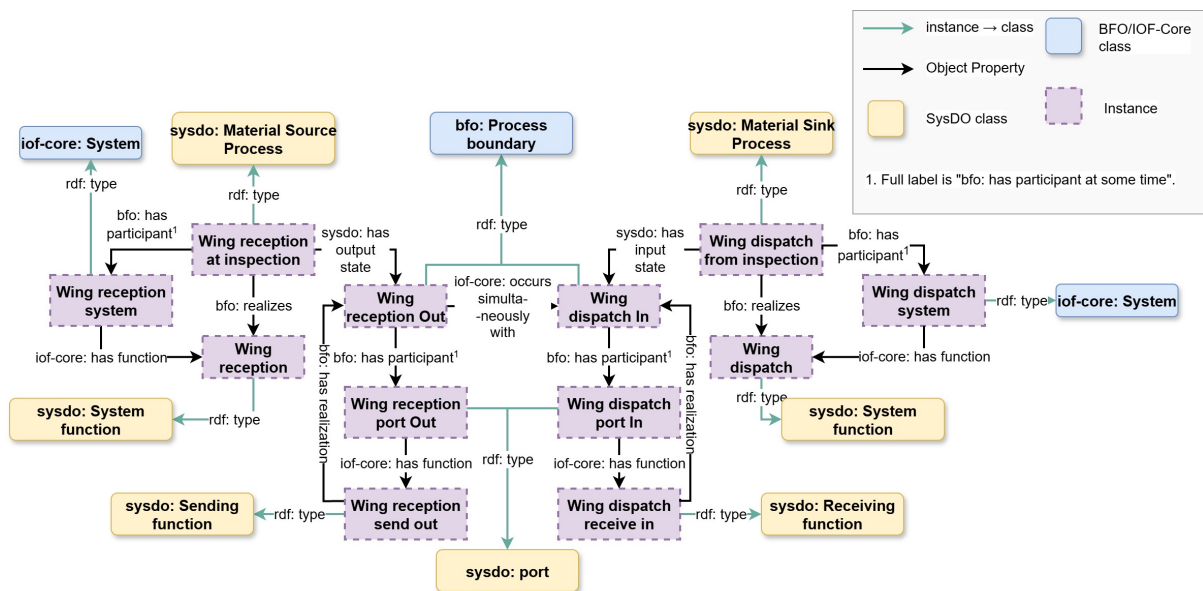 instance → class
BFO/IOF-Core
class
Object Property
SysDO class
Instance
1. Full label is "bfo: has participant at some time".
iof-core: System
sysdo: Material Source
Process
bfo: Process
boundary
sysdo: Material Sink
Process
rdf: type
rdf: type
rdf: type
rdf: type
bfo: has
participant1
Wing reception
at inspection
sysdo: has
output
state
sysdo: has
input
state
Wing dispatch
from inspection
bfo: has
participant1
Wing reception
system
bfo: realizes
Wing
reception Out
iof-core: occurs
simulta-
-neously
with
Wing
dispatch In
bfo: realizes
Wing dispatch
system
rdf: type
iof-core: System
iof-core: has function
Wing
reception
bfo: has participant1
bfo: has participant1
Wing
dispatch
iof-core: has function
bfo: has realization
bfo: has realization
sysdo: System
function
rdf: type
Wing reception
port Out
Wing dispatch
port In
rdf: type
sysdo: System
function
iof-core: has function
rdf: type
iof-core: has function
sysdo: Sending
function
rdf: type
Wing reception
send out
Wing dispatch
receive in
rdf: type
sysdo: Receiving
function
sysdo: port